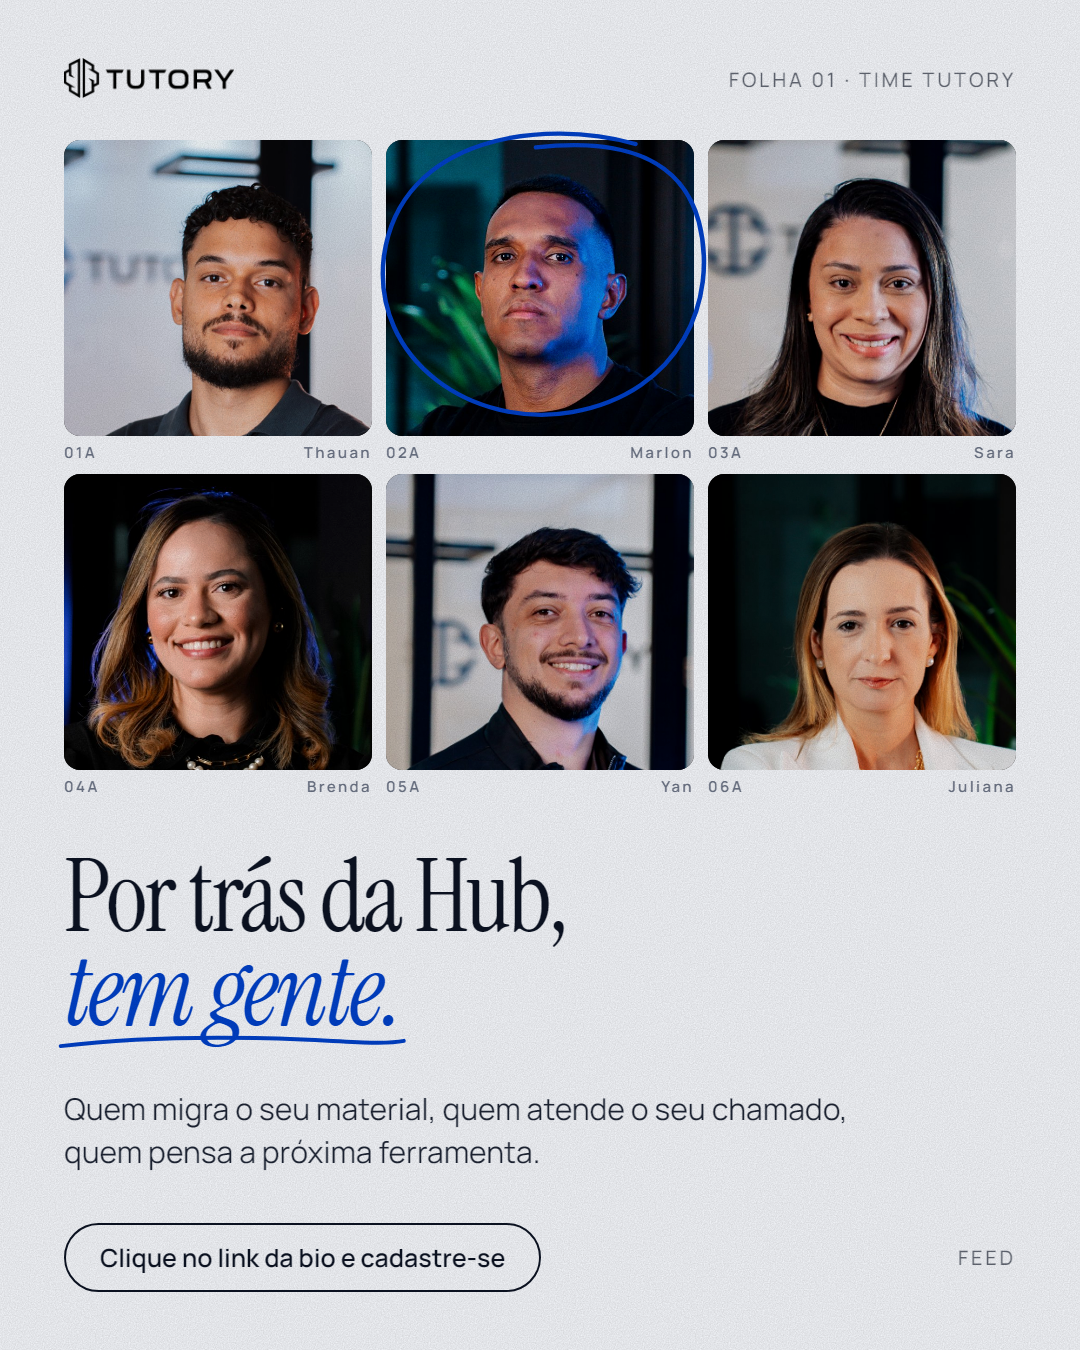 TUTORY
FOLHA 01 · TIME TUTORY
01A Thauan
02A Marlon
03A Sara
04A Brenda
05A Yan
06A Juliana
Por trás da Hub,
tem gente.
Quem migra o seu material, quem atende o seu chamado,
quem pensa a próxima ferramenta.
Clique no link da bio e cadastre-se
FEED